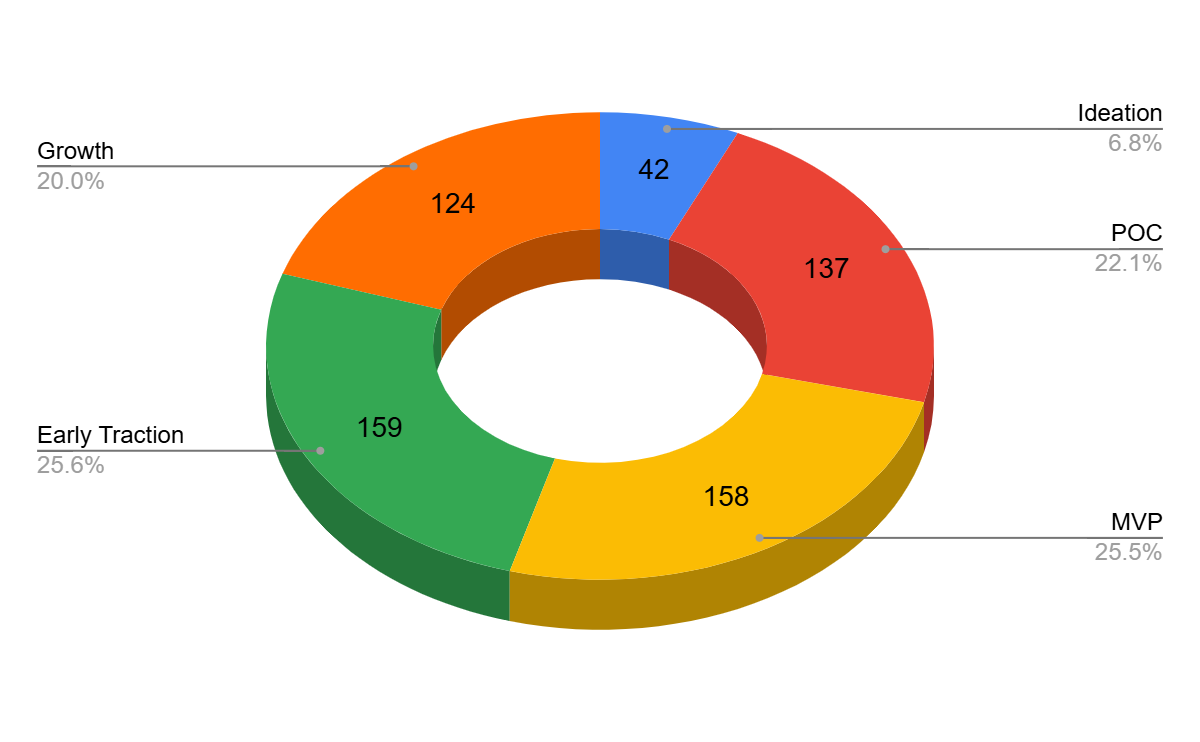 Ideation
6.8%
Growth
20.0%
42
124
POC
22.1%
137
159
Early Traction
25.6%
158
MVP
25.5%